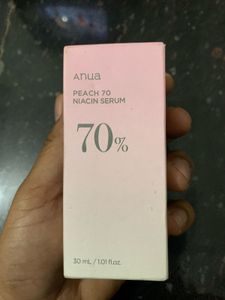 Anua
PEACH 70
NIACIN SERUM
70%
30 mL / 1.01 fl.oz.